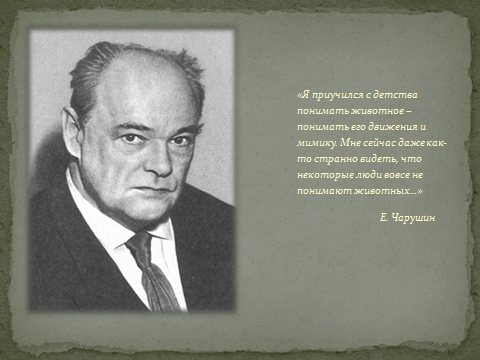 «Я приучился с детства
понимать животное –
понимать его движения и
мимику. Мне сейчас даже как-
то странно видеть, что
некоторые люди вовсе не
понимают животных...»
Е. Чарушин